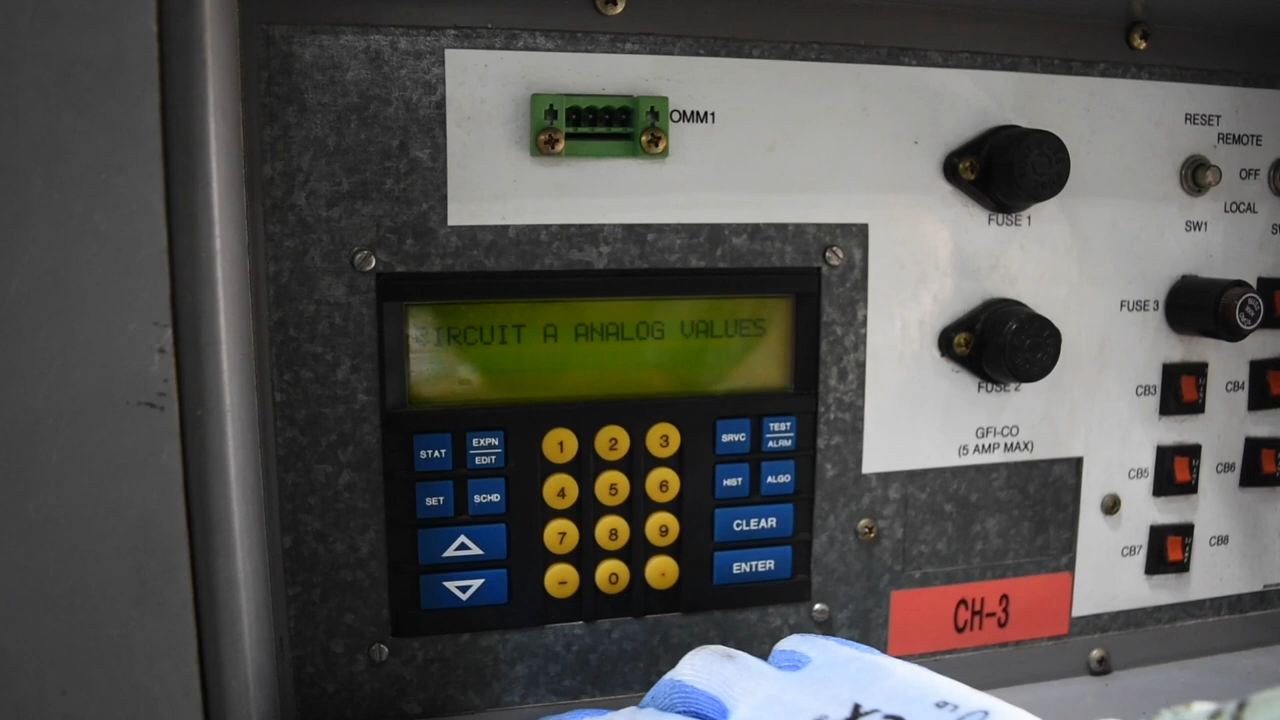 OMM1
RESET
REMOTE
OFF
LOCAL
SW1
FUSE 1
FUSE 3
FUSE 2
GFI-CO
(5 AMP MAX)
CB3
CB4
CB5
CB6
CB7
CB8
CIRCUIT A ANALOG VALUES
STAT
EXPN
EDIT
SET
SCHD
1
2
3
4
5
6
7
8
9
-
0
.
SRVC
TEST
ALRM
HIST
ALGO
CLEAR
ENTER
CH-3